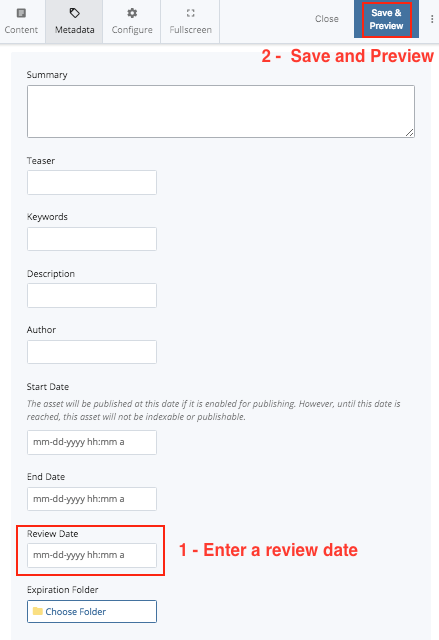 Content
Metadata
Configure
Fullscreen
Close
Save &
Preview
2 - Save and Preview
Summary
Teaser
Keywords
Description
Author
Start Date
The asset will be published at this date if it is enabled for publishing. However, until this date is
reached, this asset will not be indexable or publishable.
mm-dd-yyyy hh:mm a
End Date
mm-dd-yyyy hh:mm a
Review Date
mm-dd-yyyy hh:mm a
1 - Enter a review date
Expiration Folder
Choose Folder